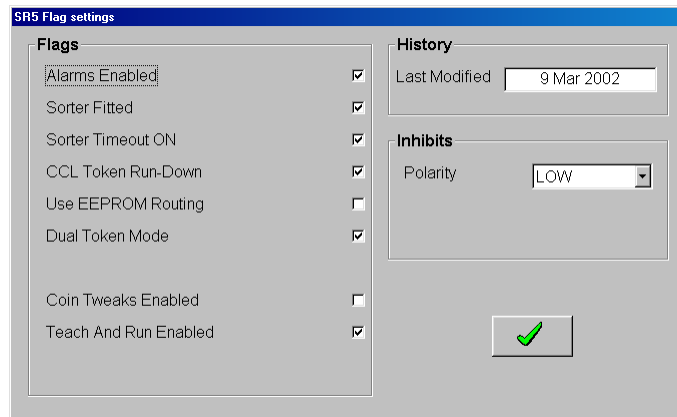 SR5 Flag settings
Flags
Alarms Enabled
Sorter Fitted
Sorter Timeout ON
CCL Token Run-Down
Use EEPROM Routing
Dual Token Mode
Coin Tweaks Enabled
Teach And Run Enabled
History
Last Modified 9 Mar 2002
Inhibits
Polarity LOW